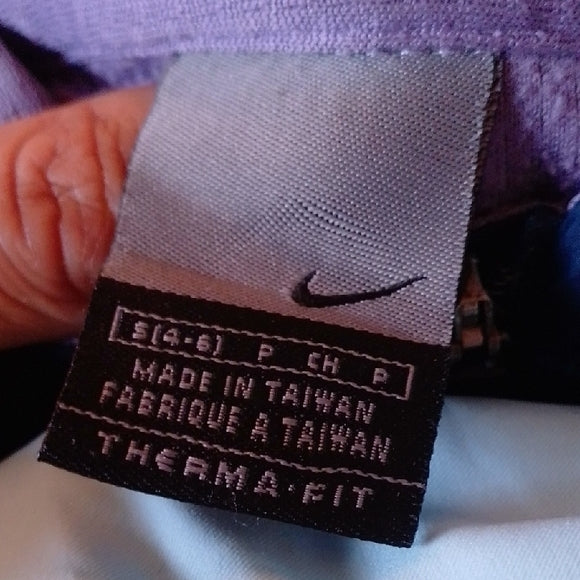 S(4-6) P CH P
MADE IN TAIWAN
FABRIQUE A TAIWAN
THERMA·FIT